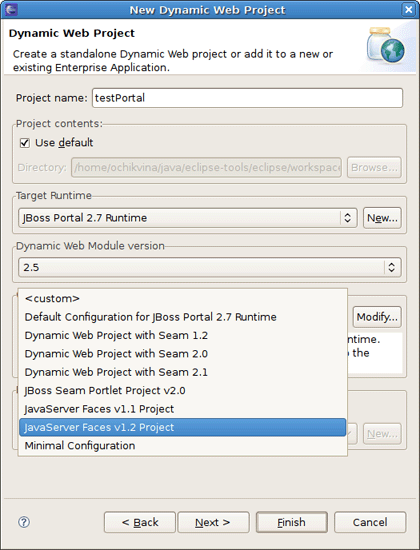 New Dynamic Web Project
Dynamic Web Project
Create a standalone Dynamic Web project or add it to a new or
existing Enterprise Application.
Project name: testPortal
Project contents:
Use default
Directory: /home/ochikvina/java/eclipse-tools/eclipse/workspace Browse...
Target Runtime
JBoss Portal 2.7 Runtime New...
Dynamic Web Module version
2.5
<custom>
Default Configuration for JBoss Portal 2.7 Runtime
Modify...
Dynamic Web Project with Seam 1.2
ntime.
Dynamic Web Project with Seam 2.0
the
Dynamic Web Project with Seam 2.1
JBoss Seam Portlet Project v2.0
JavaServer Faces v1.1 Project
JavaServer Faces v1.2 Project
New...
Minimal Configuration
< Back Next > Finish Cancel